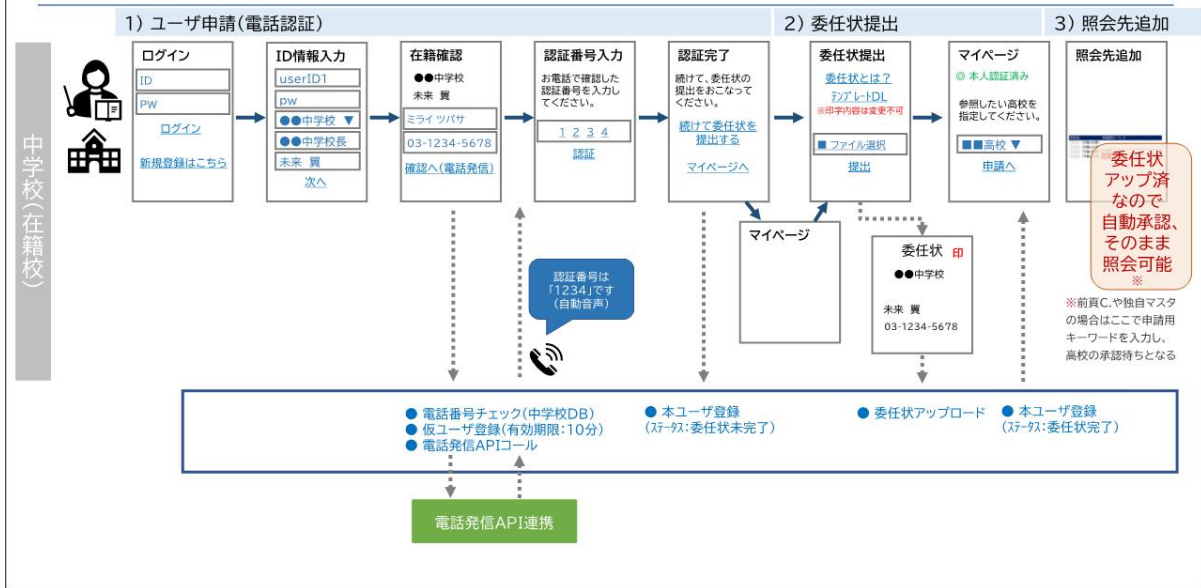 1) ユーザ申請(電話認証)
2) 委任状提出
3) 照会先追加
中学校(在籍校)
ログイン
ID
PW
ログイン
新規登録はこちら
ID情報入力
userID1
pw
●●中学校 ▼
●●中学校長
未来 翼
次へ
在籍確認
●●中学校
未来 翼
ミライ ツバサ
03-1234-5678
確認へ(電話発信)
認証番号入力
お電話で確認した
認証番号を入力し
てください。
1 2 3 4
認証
認証完了
続けて、委任状の
提出をおこなって
ください。
続けて委任状を
提出する
マイページへ
マイページ
委任状提出
委任状とは?
テンプレートDL
※印字内容は変更不可
■ ファイル選択
提出
マイページ
◎ 本人認証済み
参照したい高校を
指定してください。
■■高校 ▼
申請へ
照会先追加
委任状
アップ済
なので
自動承認、
そのまま
照会可能
※
※前頁C.や独自マスタ
の場合はここで申請用
キーワードを入力し、
高校の承認待ちとなる
委任状 印
●●中学校
未来 翼
03-1234-5678
認証番号は
「1234」です
(自動音声)
● 電話番号チェック(中学校DB)
● 仮ユーザ登録(有効期限:10分)
● 電話発信APIコール
● 本ユーザ登録
(ステータス:委任状未完了)
● 委任状アップロード
● 本ユーザ登録
(ステータス:委任状完了)
電話発信API連携